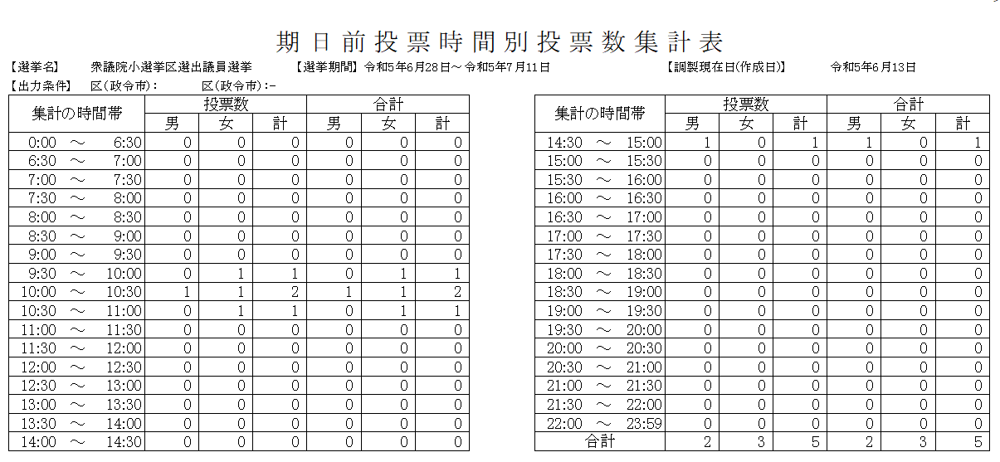 期日前投票時間別投票数集計表
【選挙名】 衆議院小選挙区選出議員選挙 【選挙期間】 令和5年6月28日～令和5年7月11日 【調製現在日(作成日)】 令和5年6月13日
【出力条件】 区(政令市): 区(政令市):-
集計の時間帯 投票数 合計
男 女 計 男 女 計
0:00 ～ 6:30 0 0 0 0 0 0
6:30 ～ 7:00 0 0 0 0 0 0
7:00 ～ 7:30 0 0 0 0 0 0
7:30 ～ 8:00 0 0 0 0 0 0
8:00 ～ 8:30 0 0 0 0 0 0
8:30 ～ 9:00 0 0 0 0 0 0
9:00 ～ 9:30 0 0 0 0 0 0
9:30 ～ 10:00 0 1 1 0 1 1
10:00 ～ 10:30 1 1 2 1 1 2
10:30 ～ 11:00 0 1 1 0 1 1
11:00 ～ 11:30 0 0 0 0 0 0
11:30 ～ 12:00 0 0 0 0 0 0
12:00 ～ 12:30 0 0 0 0 0 0
12:30 ～ 13:00 0 0 0 0 0 0
13:00 ～ 13:30 0 0 0 0 0 0
13:30 ～ 14:00 0 0 0 0 0 0
14:00 ～ 14:30 0 0 0 0 0 0
集計の時間帯 投票数 合計
男 女 計 男 女 計
14:30 ～ 15:00 1 0 1 1 0 1
15:00 ～ 15:30 0 0 0 0 0 0
15:30 ～ 16:00 0 0 0 0 0 0
16:00 ～ 16:30 0 0 0 0 0 0
16:30 ～ 17:00 0 0 0 0 0 0
17:00 ～ 17:30 0 0 0 0 0 0
17:30 ～ 18:00 0 0 0 0 0 0
18:00 ～ 18:30 0 0 0 0 0 0
18:30 ～ 19:00 0 0 0 0 0 0
19:00 ～ 19:30 0 0 0 0 0 0
19:30 ～ 20:00 0 0 0 0 0 0
20:00 ～ 20:30 0 0 0 0 0 0
20:30 ～ 21:00 0 0 0 0 0 0
21:00 ～ 21:30 0 0 0 0 0 0
21:30 ～ 22:00 0 0 0 0 0 0
22:00 ～ 23:59 0 0 0 0 0 0
合計 2 3 5 2 3 5